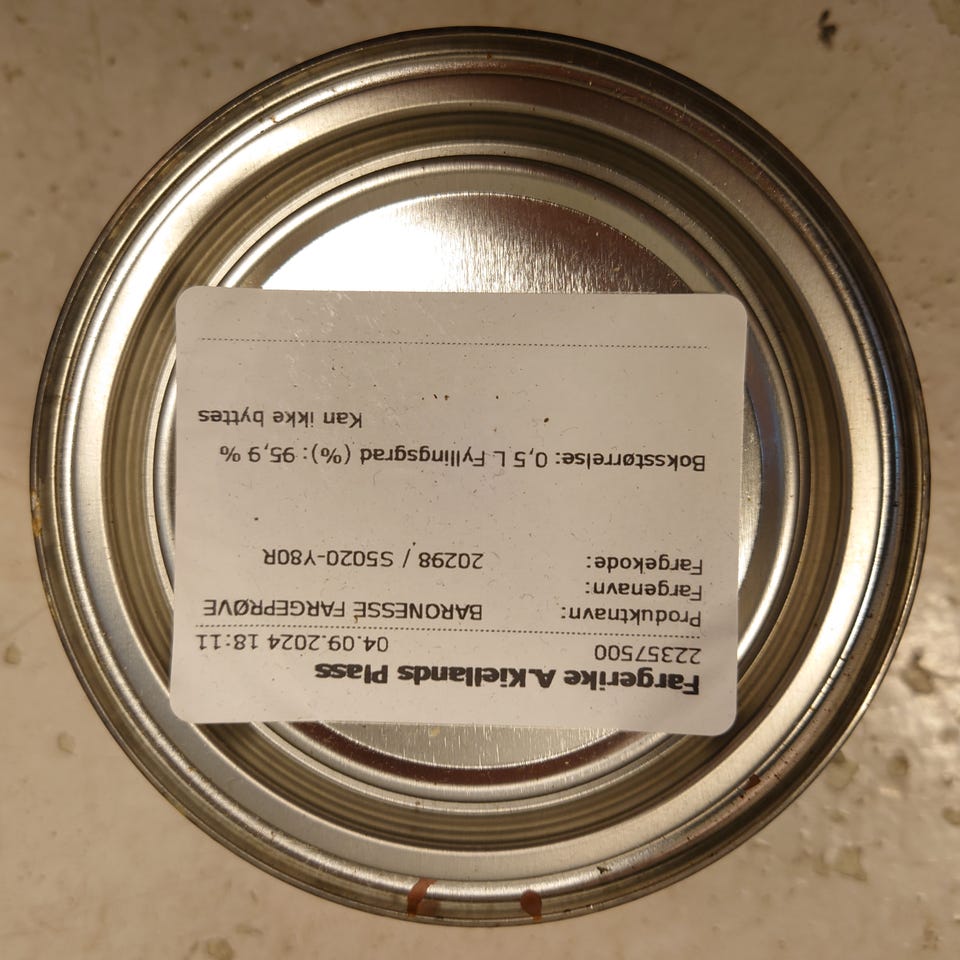 Fargerike A.Kiellands Plass
22357500 04.09.2024 18:11
Produktnavn: BARONESSE FARGEPRØVE
Fargenavn:
Fargekode: 20298 / S5020-Y80R
Boksstørrelse: 0,5 L Fyllingsgrad (%): 95,9 %
Kan ikke byttes